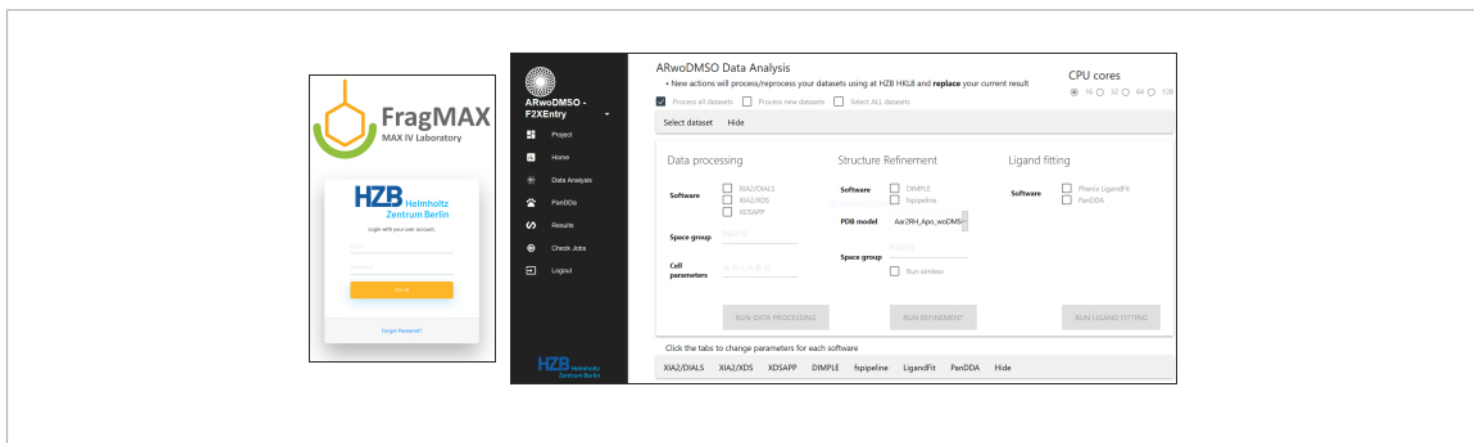 FragMAX
MAX IV Laboratory
HZB Helmholtz
Zentrum Berlin
Login with your user account.
login
password
LOG IN
Forgot Password?
ARwoDMSO -
F2XEntry
Project
Home
Data Analysis
PanDDa
Results
Check Jobs
Logout
HZB Helmholtz
Zentrum Berlin
ARwoDMSO Data Analysis
• New actions will process/reprocess your datasets using at HZB HKL8 and replace your current result
CPU cores
16 32 64 128
Process all datasets Process new datasets Select ALL datasets
Select dataset Hide
Data processing
Software
XIA2/DIALS
XIA2/XDS
XDSAPP
Space group
Cell
parameters
RUN DATA PROCESSING
Structure Refinement
Software
DIMPLE
fspipeline
PDB model
Aar2RH_Apo_woDMS
Space group
Run aimless
RUN REFINEMENT
Ligand fitting
Software
Phenix LigandFit
PanDDA
RUN LIGAND FITTING
Click the tabs to change parameters for each software
XIA2/DIALS XIA2/XDS XDSAPP DIMPLE fspipeline LigandFit PanDDA Hide